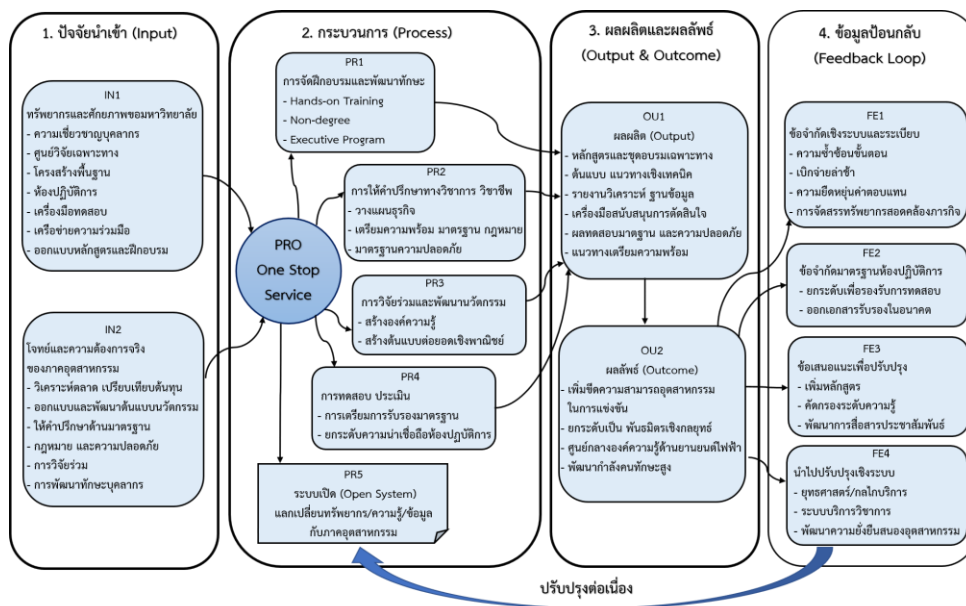 1. ปัจจัยนำเข้า (Input)
IN1
ทรัพยากรและศักยภาพขอมหาวิทยาลัย
- ความเชี่ยวชาญบุคลากร
- ศูนย์วิจัยเฉพาะทาง
- โครงสร้างพื้นฐาน
- ห้องปฏิบัติการ
- เครื่องมือทดสอบ
- เครือข่ายความร่วมมือ
- ออกแบบหลักสูตรและฝึกอบรม
IN2
โจทย์และความต้องการจริง
ของภาคอุตสาหกรรม
- วิเคราะห์ตลาด เปรียบเทียบต้นทุน
- ออกแบบและพัฒนาต้นแบบนวัตกรรม
- ให้คำปรึกษาด้านมาตรฐาน
- กฎหมาย และความปลอดภัย
- การวิจัยร่วม
- การพัฒนาทักษะบุคลากร
2. กระบวนการ (Process)
PR1
การจัดฝึกอบรมและพัฒนาทักษะ
- Hands-on Training
- Non-degree
- Executive Program
PR2
การให้คำปรึกษาทางวิชาการ วิชาชีพ
- วางแผนธุรกิจ
- เตรียมความพร้อม มาตรฐาน กฎหมาย
- มาตรฐานความปลอดภัย
PRO
One Stop
Service
PR3
การวิจัยร่วมและพัฒนานวัตกรรม
- สร้างองค์ความรู้
- สร้างต้นแบบต่อยอดเชิงพาณิชย์
PR4
การทดสอบ ประเมิน
- การเตรียมการรับรองมาตรฐาน
- ยกระดับความน่าเชื่อถือห้องปฏิบัติการ
PR5
ระบบเปิด (Open System)
แลกเปลี่ยนทรัพยากร/ความรู้/ข้อมูล
กับภาคอุตสาหกรรม
3. ผลผลิตและผลลัพธ์
(Output & Outcome)
OU1
ผลผลิต (Output)
- หลักสูตรและชุดอบรมเฉพาะทาง
- ต้นแบบ แนวทางเชิงเทคนิค
- รายงานวิเคราะห์ ฐานข้อมูล
- เครื่องมือสนับสนุนการตัดสินใจ
- ผลทดสอบมาตรฐาน และความปลอดภัย
- แนวทางเตรียมความพร้อม
OU2
ผลลัพธ์ (Outcome)
- เพิ่มขีดความสามารถอุตสาหกรรม
ในการแข่งขัน
- ยกระดับเป็น พันธมิตรเชิงกลยุทธ์
- ศูนย์กลางองค์ความรู้ด้านยานยนต์ไฟฟ้า
- พัฒนากำลังคนทักษะสูง
4. ข้อมูลป้อนกลับ
(Feedback Loop)
FE1
ข้อจำกัดเชิงระบบและระเบียบ
- ความซ้ำซ้อนขั้นตอน
- เบิกจ่ายล่าช้า
- ความยืดหยุ่นค่าตอบแทน
- การจัดสรรทรัพยากรสอดคล้องภารกิจ
FE2
ข้อจำกัดมาตรฐานห้องปฏิบัติการ
- ยกระดับเพื่อรองรับการทดสอบ
- ออกเอกสารรับรองในอนาคต
FE3
ข้อเสนอแนะเพื่อปรับปรุง
- เพิ่มหลักสูตร
- คัดกรองระดับความรู้
- พัฒนาการสื่อสารประชาสัมพันธ์
FE4
นำไปปรับปรุงเชิงระบบ
- ยุทธศาสตร์/กลไกบริการ
- ระบบบริการวิชาการ
- พัฒนาความยั่งยืนสนองอุตสาหกรรม
ปรับปรุงต่อเนื่อง